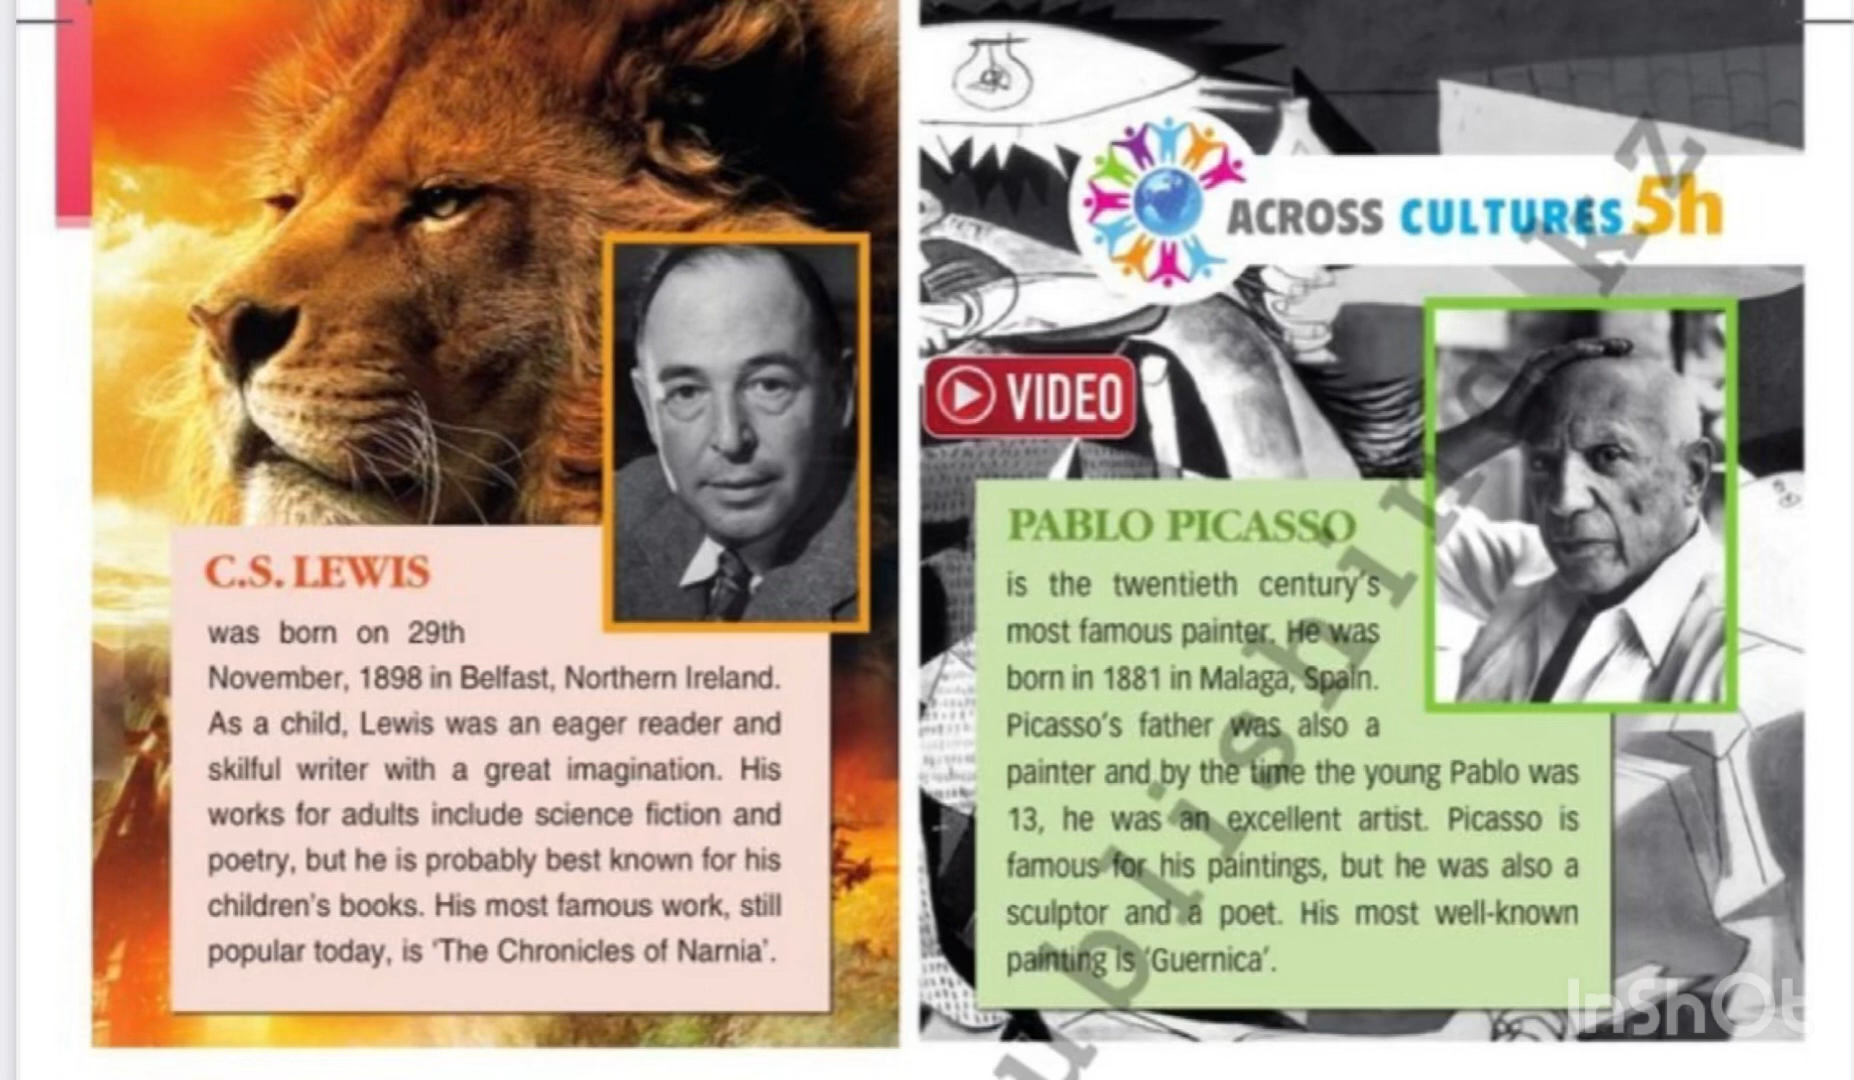 C.S. LEWIS
was born on 29th
November, 1898 in Belfast, Northern Ireland.
As a child, Lewis was an eager reader and
skilful writer with a great imagination. His
works for adults include science fiction and
poetry, but he is probably best known for his
children's books. His most famous work, still
popular today, is 'The Chronicles of Narnia'.
ACROSS CULTURES 5h
VIDEO
PABLO PICASSO
is the twentieth century's
most famous painter. He was
born in 1881 in Malaga, Spain.
Picasso's father was also a
painter and by the time the young Pablo was
13, he was an excellent artist. Picasso is
famous for his paintings, but he was also a
sculptor and a poet. His most well-known
painting is 'Guernica'.
InShOt